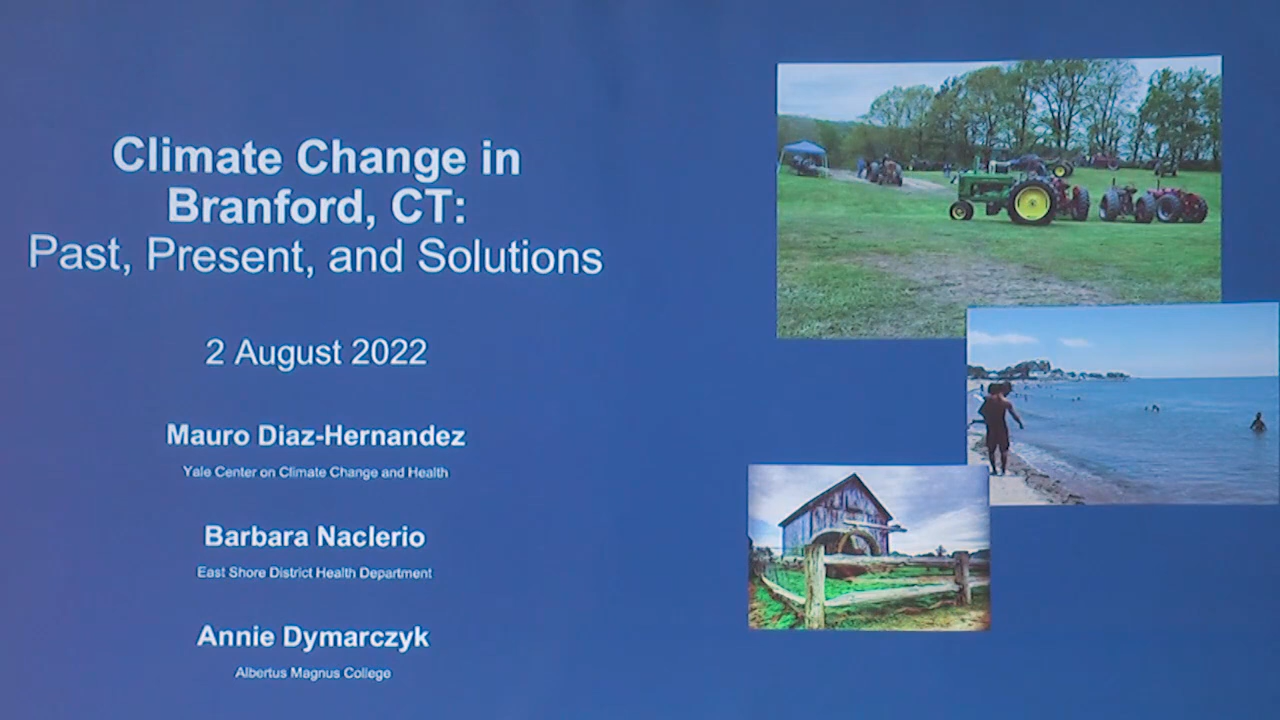 Climate Change in
Branford, CT:
Past, Present, and Solutions
2 August 2022
Mauro Diaz-Hernandez
Yale Center on Climate Change and Health
Barbara Naclerio
East Shore District Health Department
Annie Dymarczyk
Albertus Magnus College